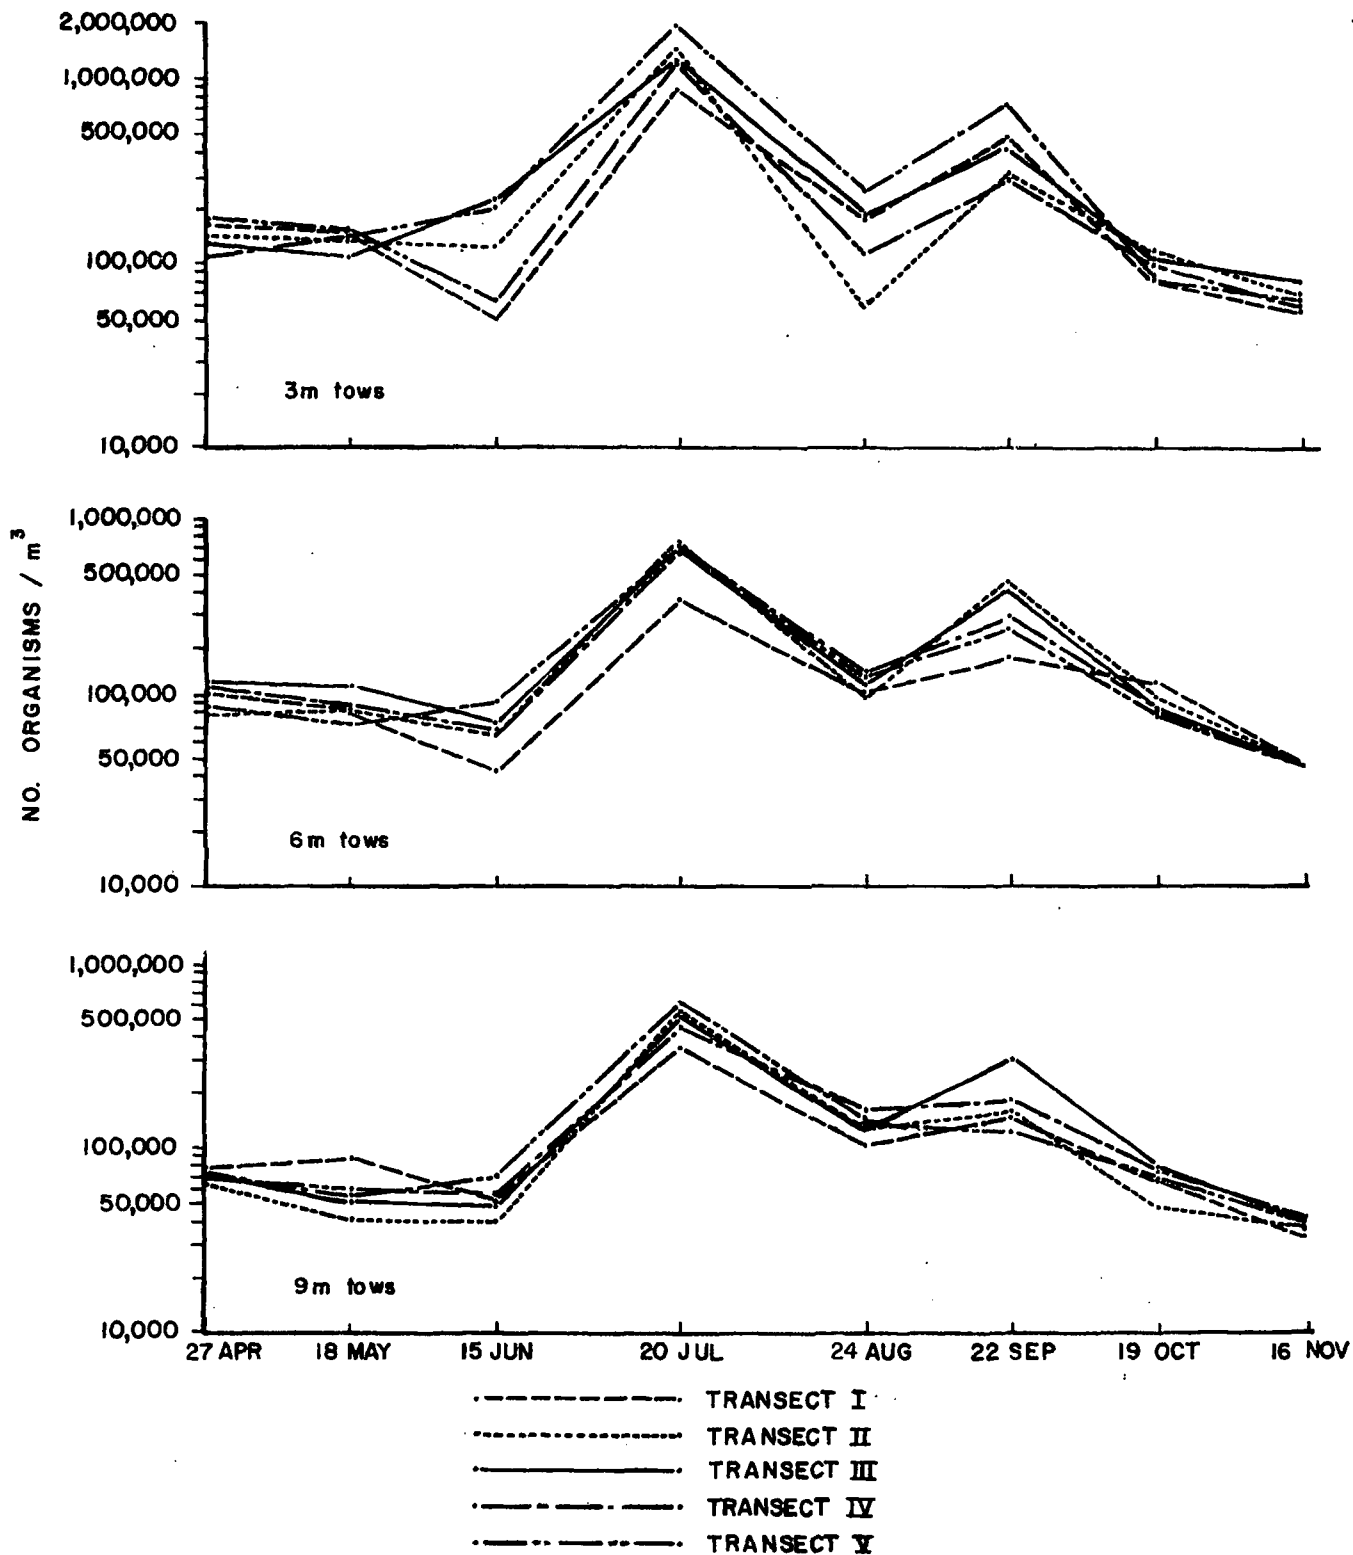 2,000,000
1,000,000
500,000
100,000
50,000
10,000
3m tows
NO. ORGANISMS / m³
1,000,000
500,000
100,000
50,000
10,000
6m tows
1,000,000
500,000
100,000
50,000
10,000
9m tows
27 APR 18 MAY 15 JUN 20 JUL 24 AUG 22 SEP 19 OCT 16 NOV
TRANSECT I
TRANSECT II
TRANSECT III
TRANSECT IV
TRANSECT V